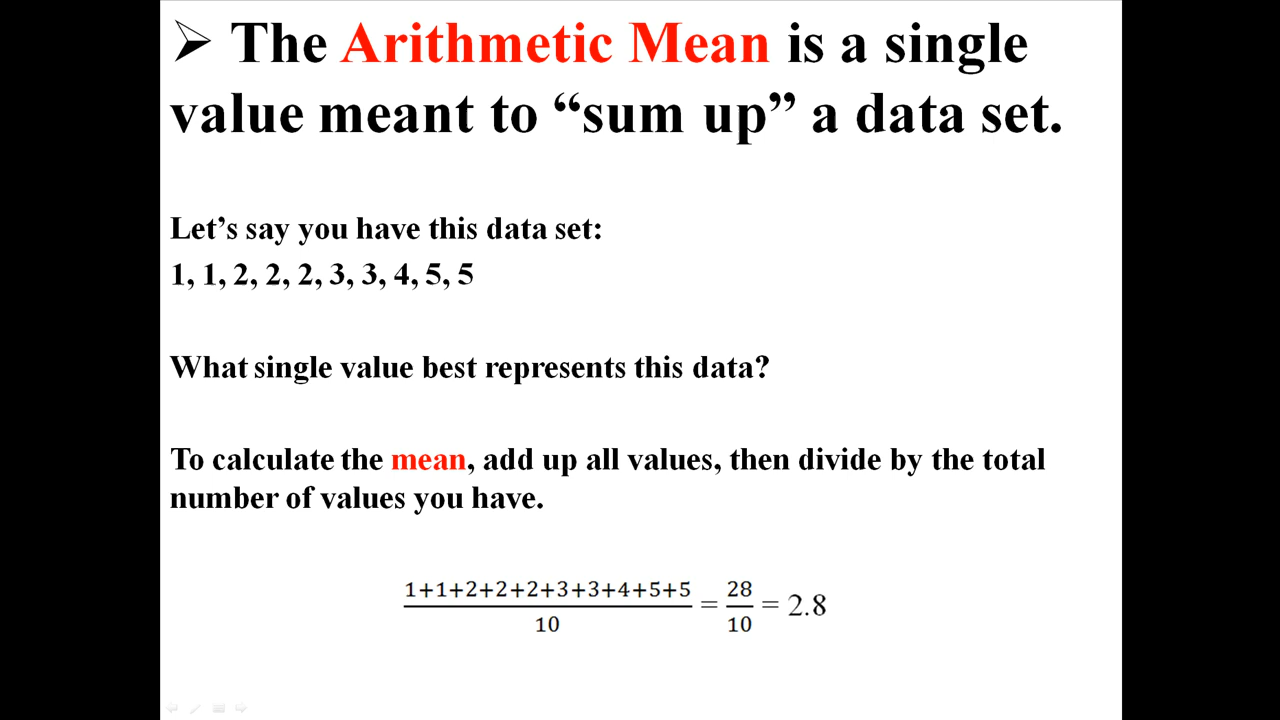 ➢ The Arithmetic Mean is a single
value meant to “sum up” a data set.
Let’s say you have this data set:
1, 1, 2, 2, 2, 3, 3, 4, 5, 5
What single value best represents this data?
To calculate the mean, add up all values, then divide by the total
number of values you have.
1+1+2+2+2+3+3+4+5+5
10
=
28
10
= 2.8